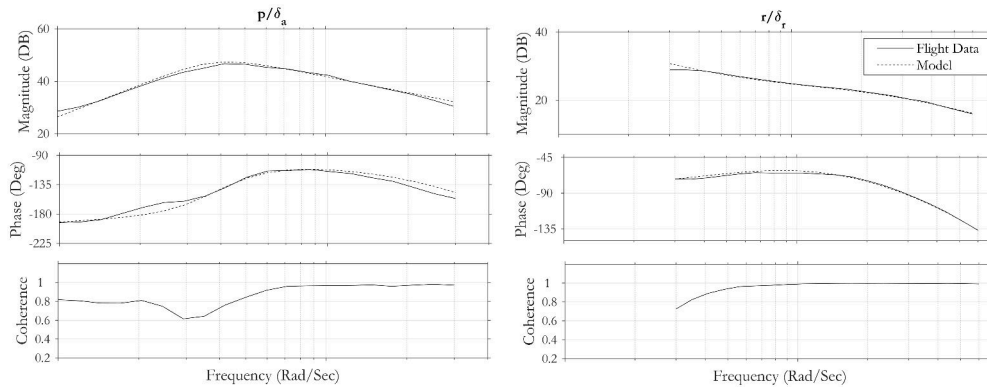 p/δa
60
40
20
Magnitude (DB)
-90
-135
-180
-225
Phase (Deg)
1
0.8
0.6
0.4
0.2
Coherence
Frequency (Rad/Sec)
r/δr
40
20
Magnitude (DB)
Flight Data
Model
-45
-90
-135
Phase (Deg)
1
0.8
0.6
0.4
0.2
Coherence
Frequency (Rad/Sec)